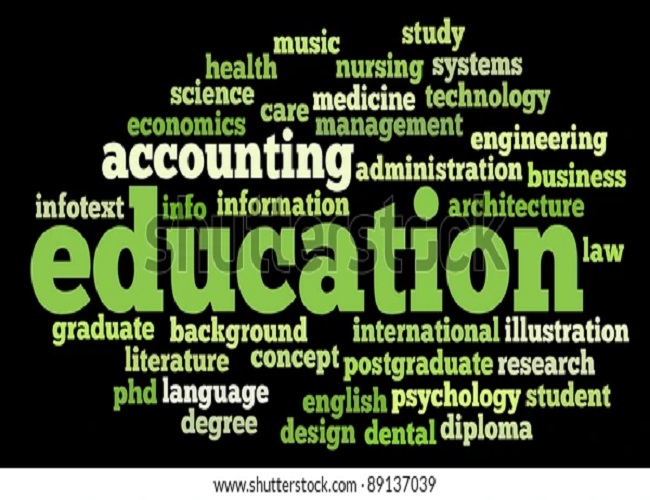 study
music
health nursing systems
science care medicine technology
economics management engineering
accounting administration business
infotext info information architecture
shutterstock
education law
graduate background international illustration
literature concept postgraduate research
phd language english psychology student
degree design dental diploma
www.shutterstock.com · 89137039